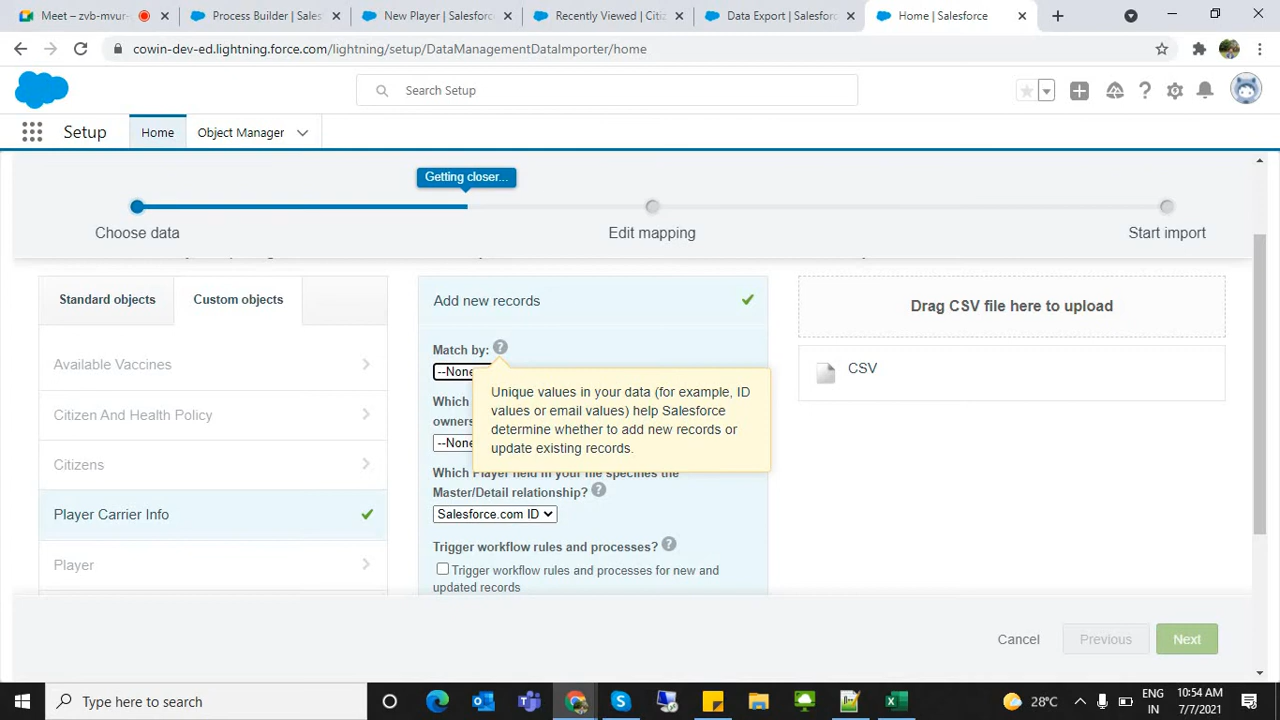 Meet – zvb-mvur-
Process Builder | Salesf
New Player | Salesforce
Recently Viewed | Citiz
Data Export | Salesforce
Home | Salesforce
cowin-dev-ed.lightning.force.com/lightning/setup/DataManagementDataImporter/home
Search Setup
Setup
Home
Object Manager
Getting closer...
Choose data
Edit mapping
Start import
Standard objects
Custom objects
Available Vaccines
Citizen And Health Policy
Citizens
Player Carrier Info
Player
Add new records
Match by: ?
--None
Unique values in your data (for example, ID
values or email values) help Salesforce
determine whether to add new records or
update existing records.
Which
owners
--None
Which Player field in your file specifies the
Master/Detail relationship? ?
Salesforce.com ID
Trigger workflow rules and processes? ?
Trigger workflow rules and processes for new and
updated records
Drag CSV file here to upload
CSV
Cancel
Previous
Next
Type here to search
28°C
ENG
IN
10:54 AM
7/7/2021